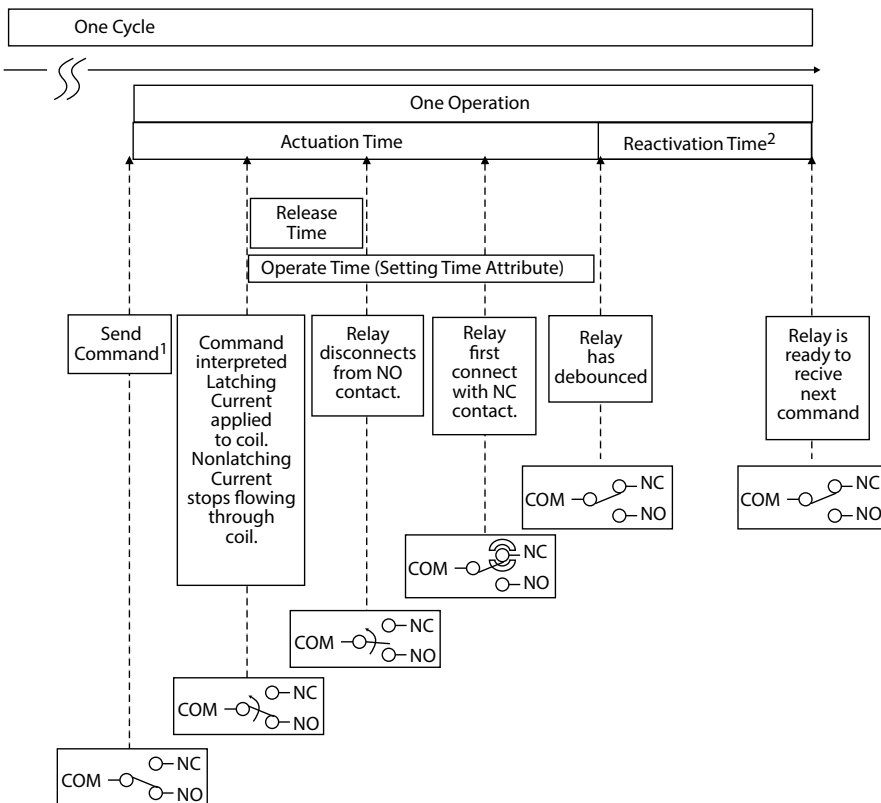 One Cycle
One Operation
Actuation Time
Reactivation Time2
Release
Time
Operate Time (Setting Time Attribute)
Send
Command1
Command
interpreted
Latching
Current
applied
to coil.
Nonlatching
Current
stops flowing
through
coil.
Relay
disconnects
from NO
contact.
Relay
first
connect
with NC
contact.
Relay
has
debounced
Relay is
ready to
recive
next
command
COM NC
NO
COM NC
NO
COM NC
NO
COM NC
NO
COM NC
NO
COM NC
NO